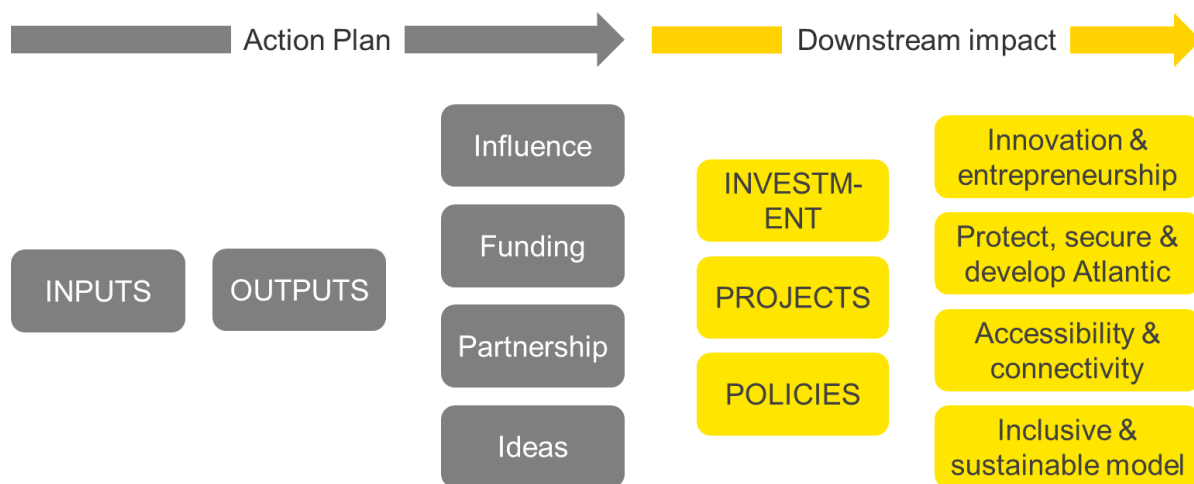 Action Plan
Downstream impact
INPUTS
OUTPUTS
Influence
Funding
Partnership
Ideas
INVESTM-
ENT
PROJECTS
POLICIES
Innovation &
entrepreneurship
Protect, secure &
develop Atlantic
Accessibility &
connectivity
Inclusive &
sustainable model